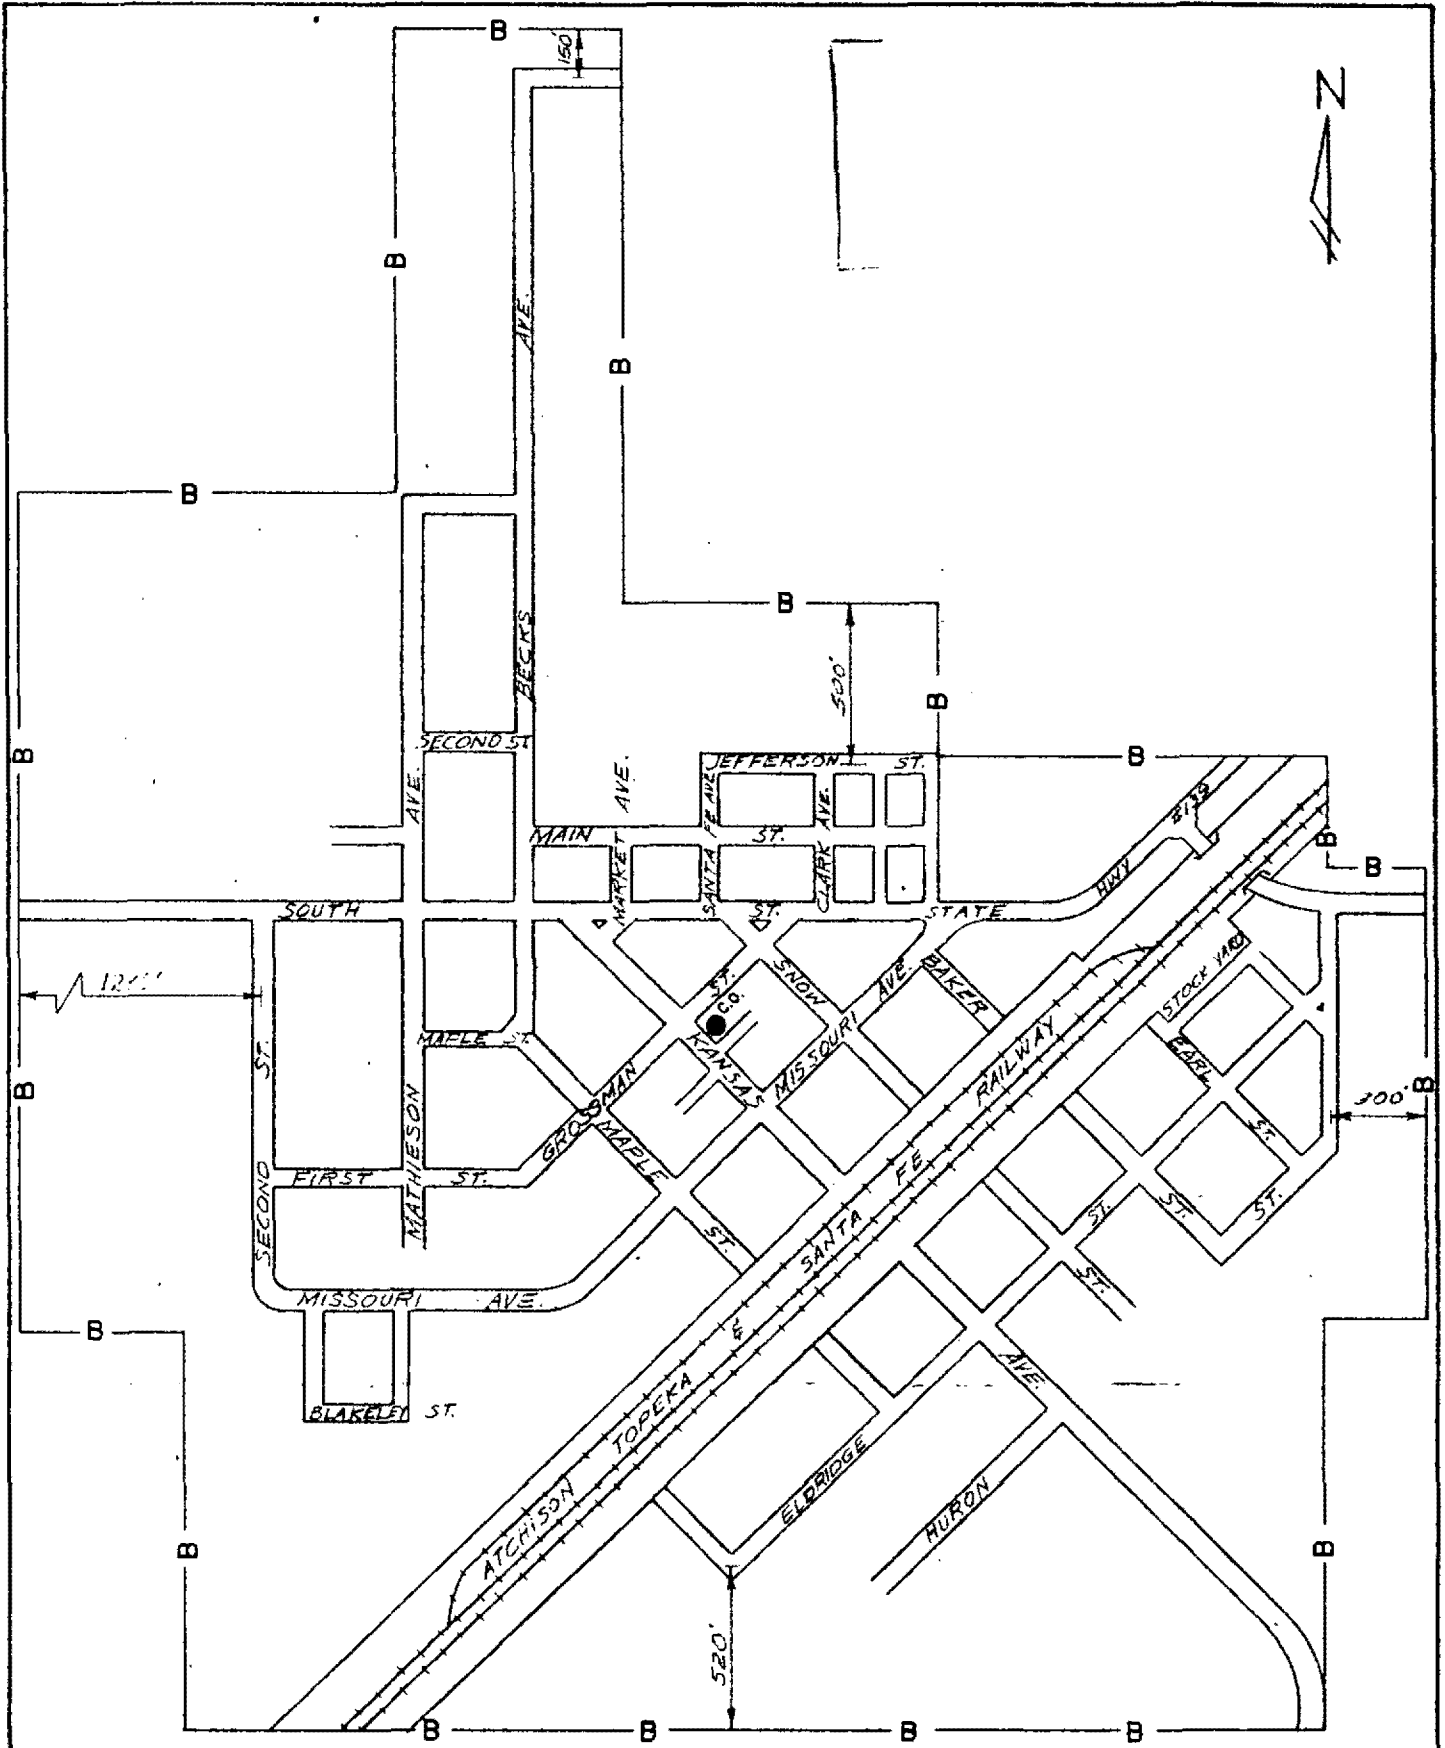 B
150'
N
B
AVE.
B
B
B
500'
BECKS
B
SECOND ST
B
AVE.
AVE.
JEFFERSON ST.
B
SANTA FE AVE
CLARK AVE.
MAIN ST.
MARKET
B
B
HWY
SOUTH ST.
STATE
STOCK YARD
ST.
SNOW
AVE.
BAKER
C.O.
MAPLE ST.
KANSAS
MISSOURI
RAILWAY
EARL
ST.
B
B
300'
GROSSMAN
MATHIESON
FIRST ST.
MAPLE
ST.
FE
ST.
ST.
ST.
SECOND
ST.
SANTA
ST.
MISSOURI AVE.
B
&
AVE.
BLAKELEY ST.
TOPEKA
ATCHISON
ELDRIDGE
HURON
B
B
520'
B
B
B
B